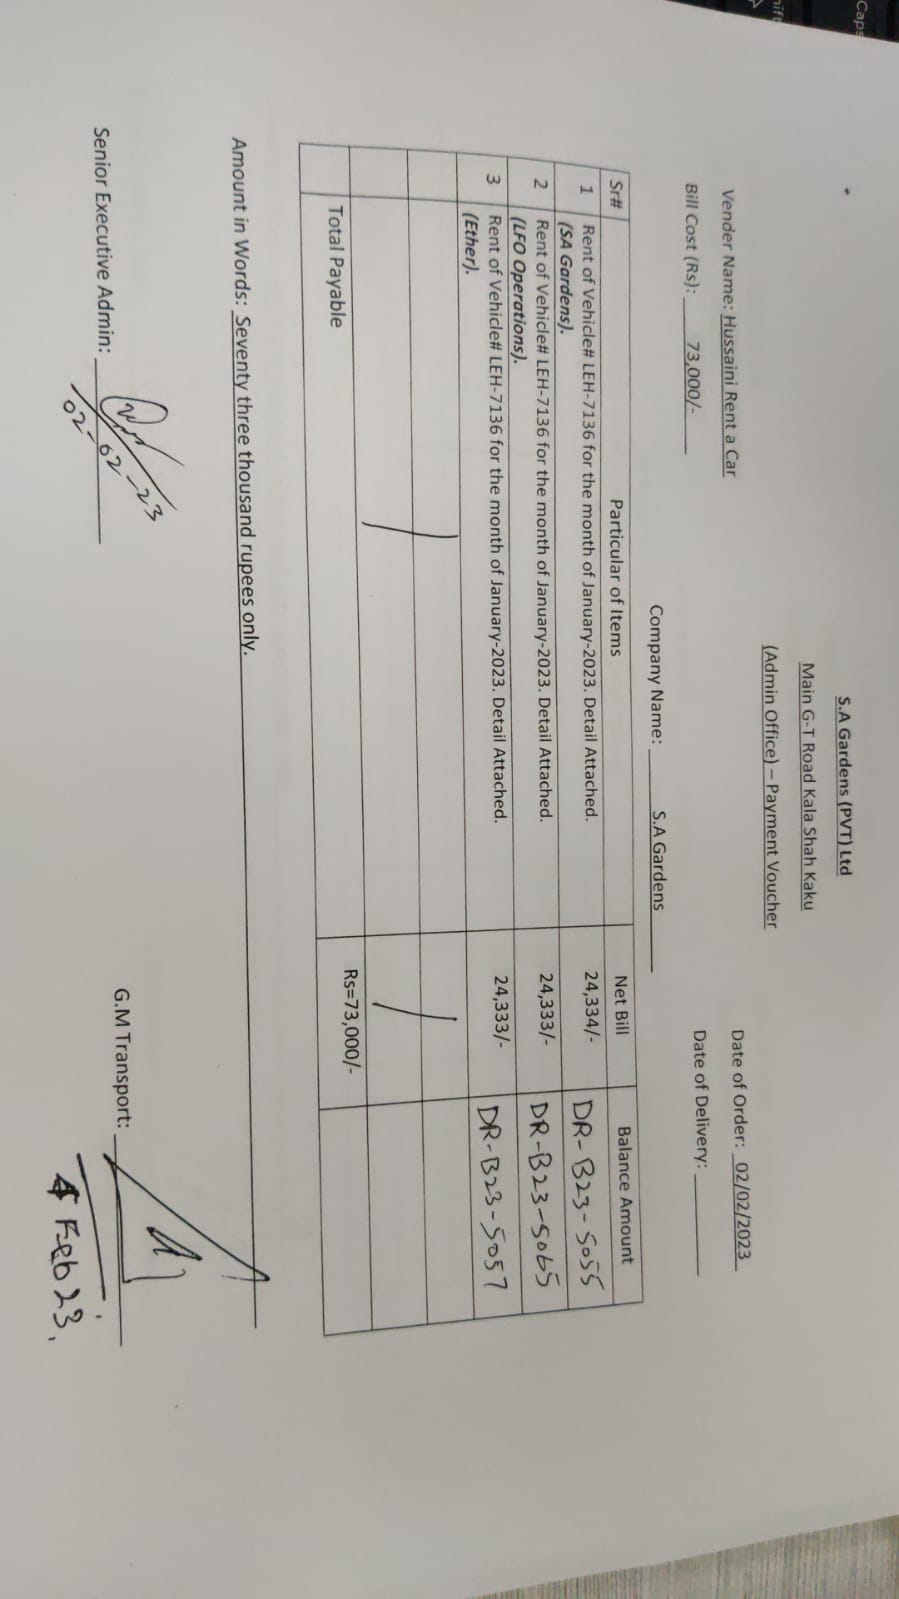 S.A Gardens (PVT) Ltd
Main G-T Road Kala Shah Kaku
(Admin Office) – Payment Voucher
Vender Name: Hussaini Rent a Car
Date of Order: 02/02/2023
Bill Cost (Rs): 73,000/-
Date of Delivery:
Company Name: S.A Gardens
Sr# Particular of Items Net Bill Balance Amount
1 Rent of Vehicle# LEH-7136 for the month of January-2023. Detail Attached. 24,334/- DR-B23-5055
(SA Gardens).
2 Rent of Vehicle# LEH-7136 for the month of January-2023. Detail Attached. 24,333/- DR-B23-5065
(LFO Operations).
3 Rent of Vehicle# LEH-7136 for the month of January-2023. Detail Attached. 24,333/- DR-B23-5057
(Ether).
Total Payable Rs=73,000/-
Amount in Words: Seventy three thousand rupees only.
Senior Executive Admin:
02-02-23
G.M Transport:
4 Feb 23.
Caps